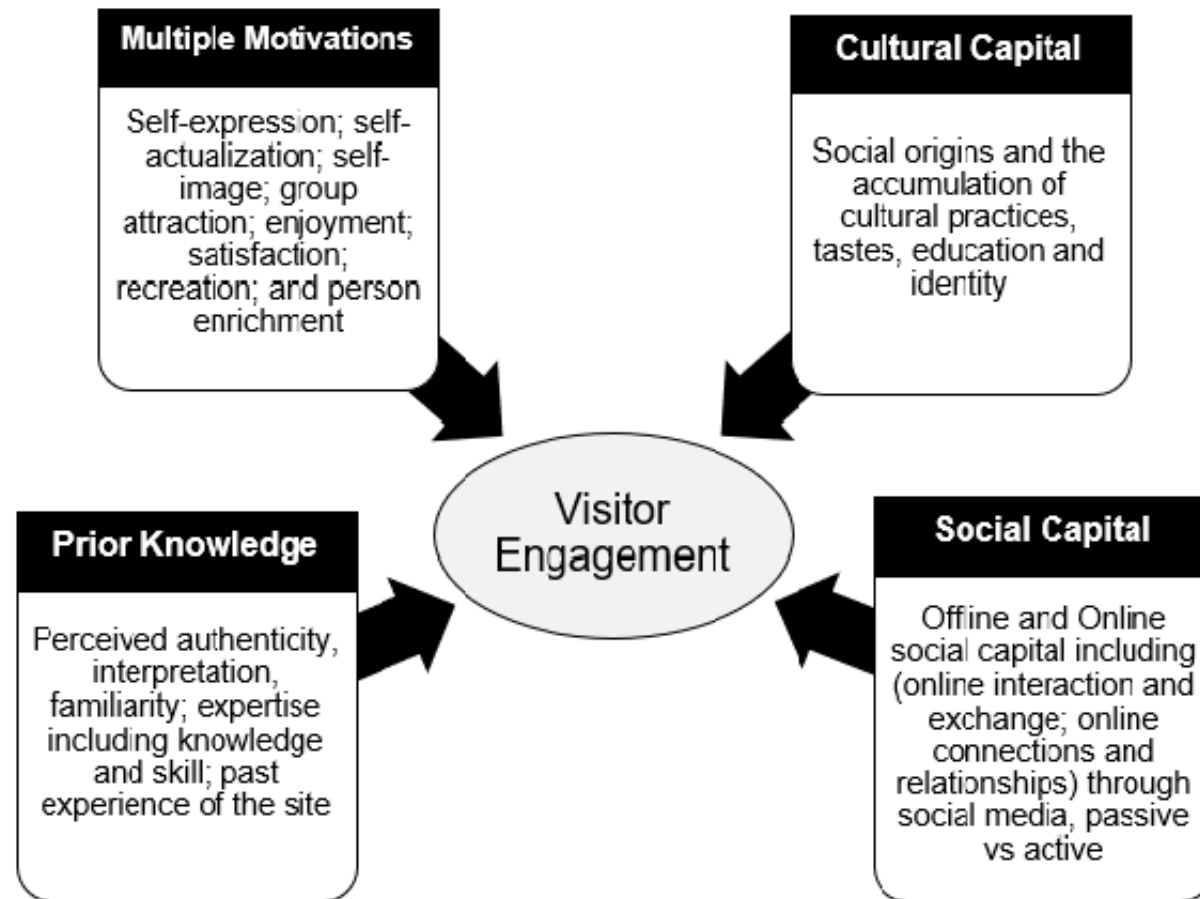 Multiple Motivations
Self-expression; self-
actualization; self-
image; group
attraction; enjoyment;
satisfaction;
recreation; and person
enrichment
Cultural Capital
Social origins and the
accumulation of
cultural practices,
tastes, education and
identity
Visitor
Engagement
Prior Knowledge
Perceived authenticity,
interpretation,
familiarity; expertise
including knowledge
and skill; past
experience of the site
Social Capital
Offline and Online
social capital including
(online interaction and
exchange; online
connections and
relationships) through
social media, passive
vs active